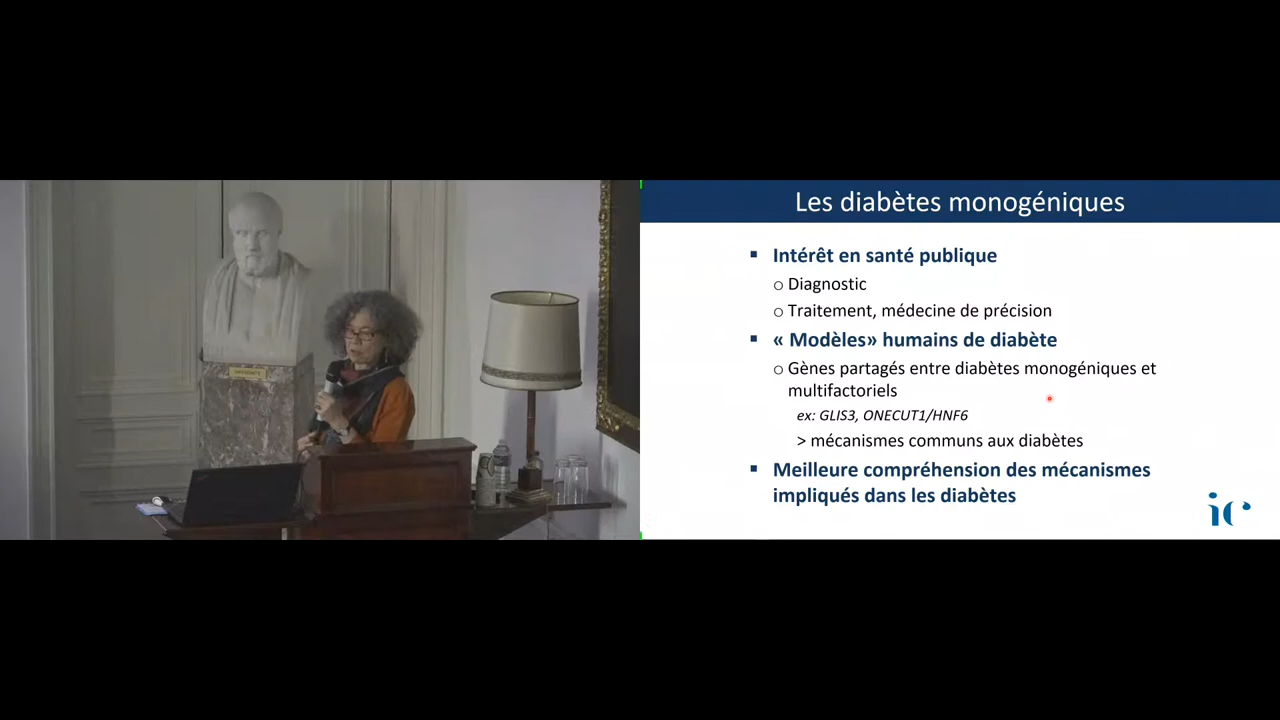 Les diabètes monogéniques
▪ Intérêt en santé publique
o Diagnostic
o Traitement, médecine de précision
▪ « Modèles» humains de diabète
o Gènes partagés entre diabètes monogéniques et
multifactoriels
ex: GLIS3, ONECUT1/HNF6
> mécanismes communs aux diabètes
▪ Meilleure compréhension des mécanismes
impliqués dans les diabètes
ic